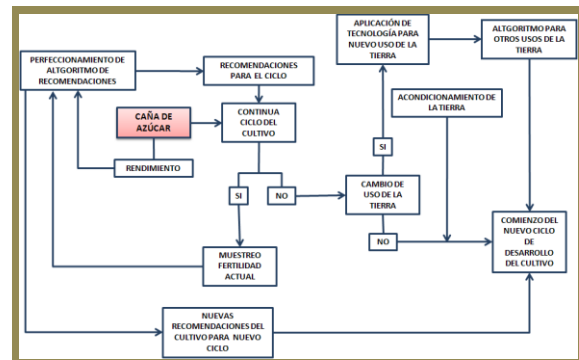 PERFECCIONAMIENTO DE
ALTGORITMO DE
RECOMENDACIONES
RECOMENDACIONES
PARA EL CICLO
APLICACIÓN DE
TECNOLOGÍA PARA
NUEVO USO DE LA
TIERRA
ALTGORITMO PARA
OTROS USOS DE LA
TIERRA
CAÑA DE
AZÚCAR
CONTINUA
CICLO DEL
CULTIVO
ACONDICIONAMIENTO DE
LA TIERRA
RENDIMIENTO
SI
SI
NO
CAMBIO DE
USO DE LA
TIERRA
NO
COMIENZO DEL
NUEVO CICLO
DE
DESARROLLO
DEL CULTIVO
MUESTREO
FERTILIDAD
ACTUAL
NUEVAS
RECOMENDACIONES DEL
CULTIVO PARA NUEVO
CICLO